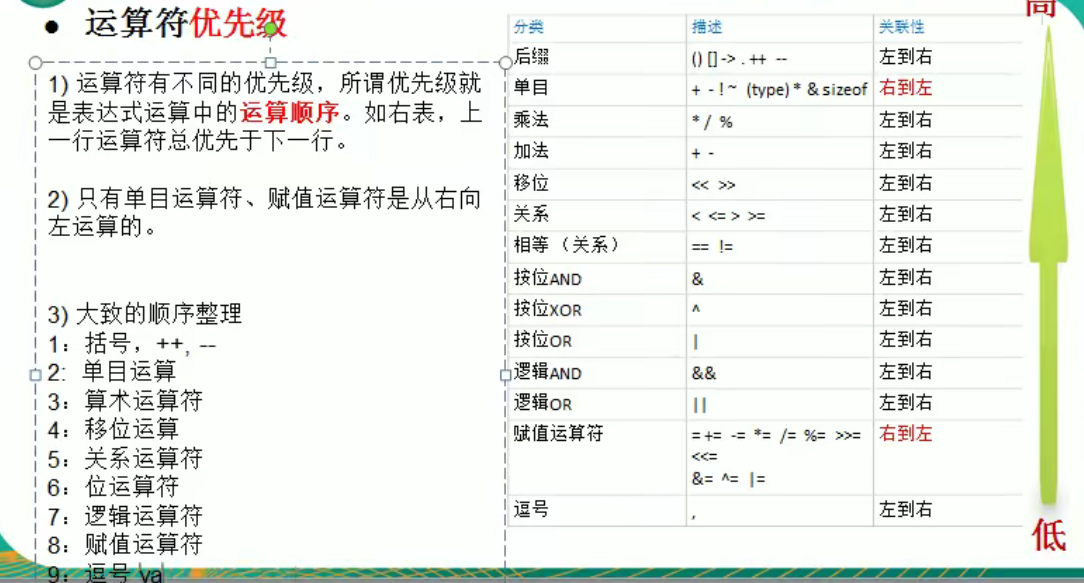 ● 运算符优先级
1) 运算符有不同的优先级，所谓优先级就
是表达式运算中的运算顺序。如右表，上
一行运算符总优先于下一行。
2) 只有单目运算符、赋值运算符是从右向
左运算的。
3) 大致的顺序整理
1：括号，++, --
2: 单目运算
3：算术运算符
4：移位运算
5：关系运算符
6：位运算符
7：逻辑运算符
8：赋值运算符
9：逗号 ya
高
分类 描述 关联性
后缀 () [] -> . ++ -- 左到右
单目 + - ! ~ (type) * & sizeof 右到左
乘法 * / % 左到右
加法 + - 左到右
移位 << >> 左到右
关系 < <= > >= 左到右
相等（关系） == != 左到右
按位AND & 左到右
按位XOR ^ 左到右
按位OR | 左到右
逻辑AND && 左到右
逻辑OR || 左到右
赋值运算符 = += -= *= /= %= >>= 右到左
<<=
&= ^= |=
逗号 , 左到右
低